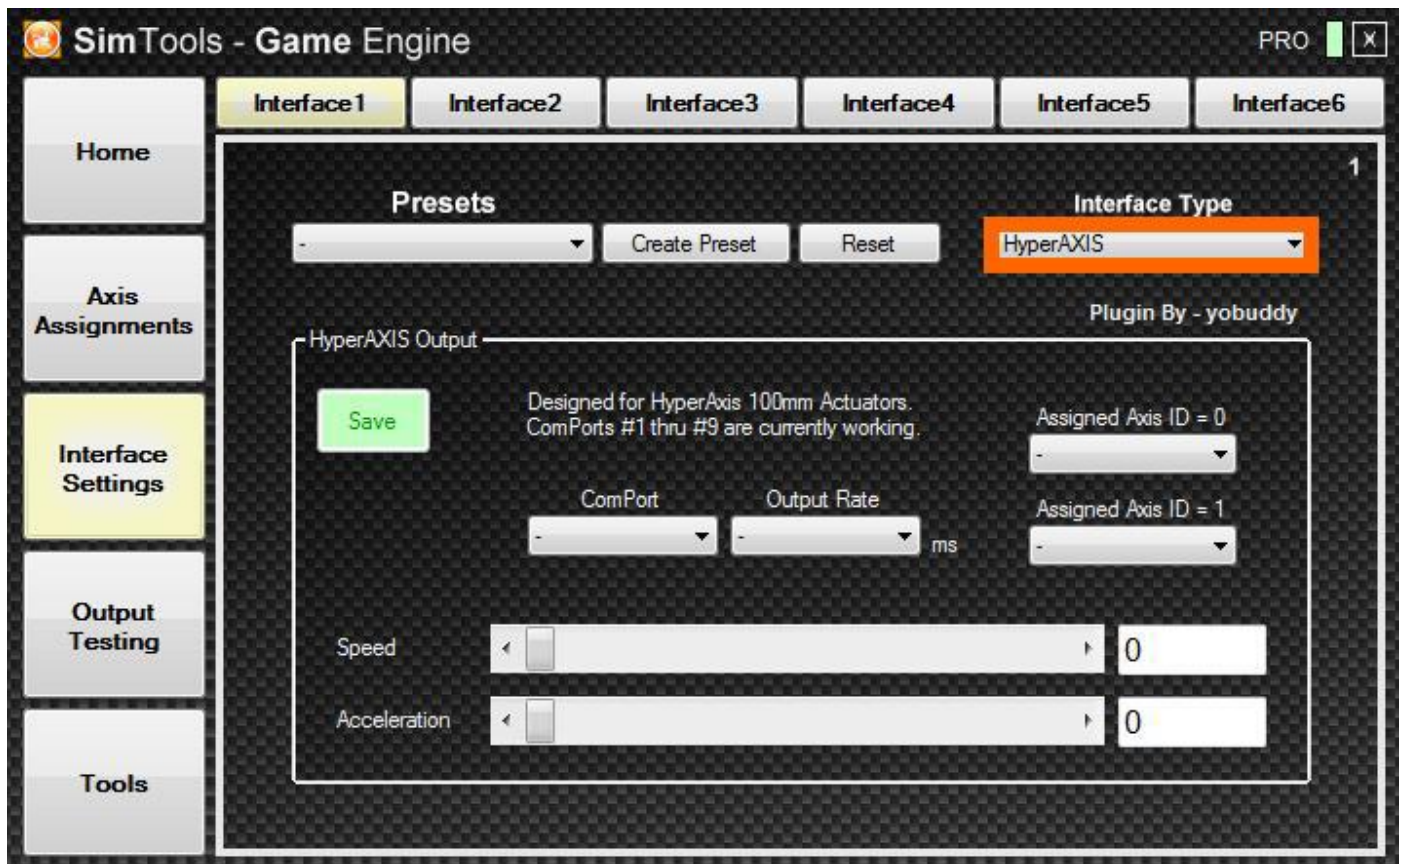 SimTools - Game Engine
PRO
X
Interface1
Interface2
Interface3
Interface4
Interface5
Interface6
Home
Axis
Assignments
Interface
Settings
Output
Testing
Tools
1
Presets
-
Create Preset
Reset
Interface Type
HyperAXIS
Plugin By - yobuddy
HyperAXIS Output
Save
Designed for HyperAxis 100mm Actuators.
ComPorts #1 thru #9 are currently working.
Assigned Axis ID = 0
-
ComPort
-
Output Rate
-
ms
Assigned Axis ID = 1
-
Speed
0
Acceleration
0